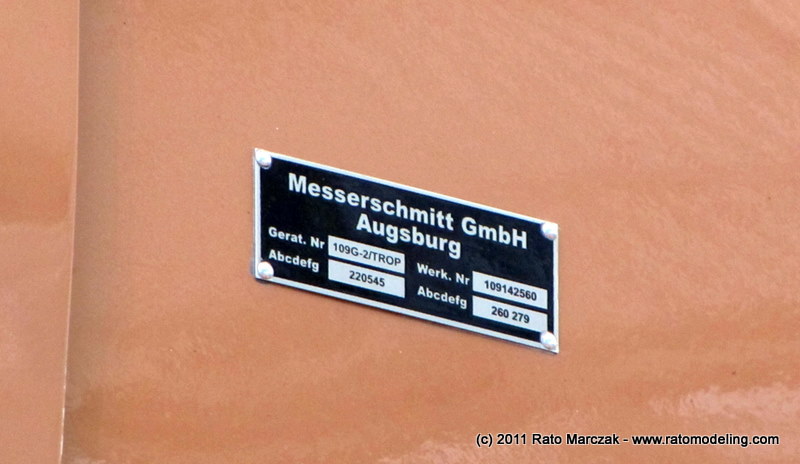 Messerschmitt GmbH
Augsburg
Gerat. Nr 109G-2/TROP Werk. Nr 109142560
Abcdefg 220545 Abcdefg 260 279
(c) 2011 Rato Marczak - www.ratomodeling.com